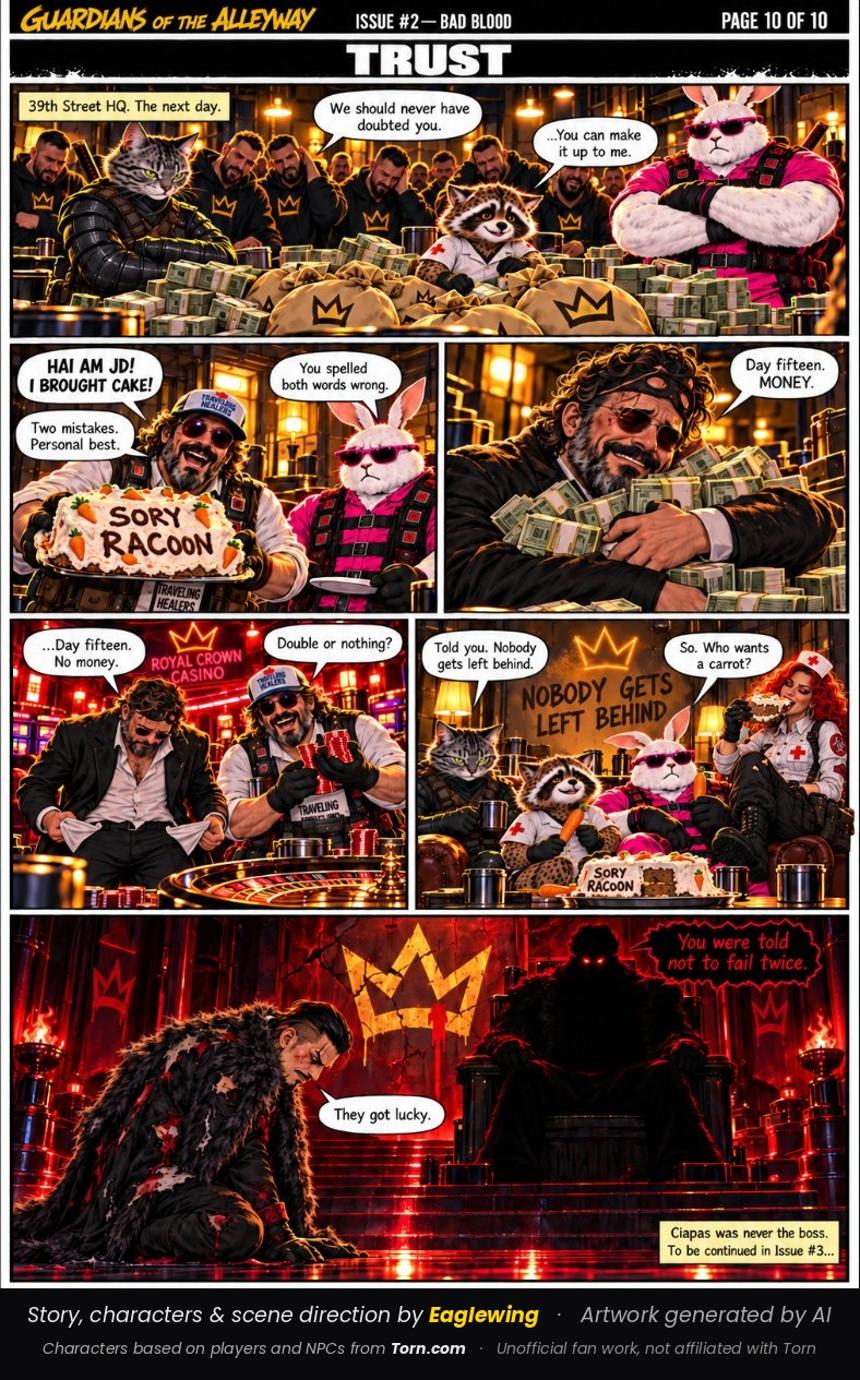 GUARDIANS OF THE ALLEYWAY
ISSUE #2 — BAD BLOOD
PAGE 10 OF 10
TRUST
39th Street HQ. The next day.
We should never have
doubted you.
...You can make
it up to me.
HAI AM JD!
I BROUGHT CAKE!
Two mistakes.
Personal best.
You spelled
both words wrong.
TRAVELING
HEALERS
SORY
RACOON
TRAVELING
HEALERS
Day fifteen.
MONEY.
...Day fifteen.
No money.
ROYAL CROWN
CASINO
Double or nothing?
TRAVELING
HEALERS
TRAVELING
Told you. Nobody
gets left behind.
So. Who wants
a carrot?
NOBODY GETS
LEFT BEHIND
SORY
RACOON
You were told
not to fail twice.
They got lucky.
Ciapas was never the boss.
To be continued in Issue #3...
Story, characters & scene direction by Eaglewing · Artwork generated by AI
Characters based on players and NPCs from Torn.com · Unofficial fan work, not affiliated with Torn